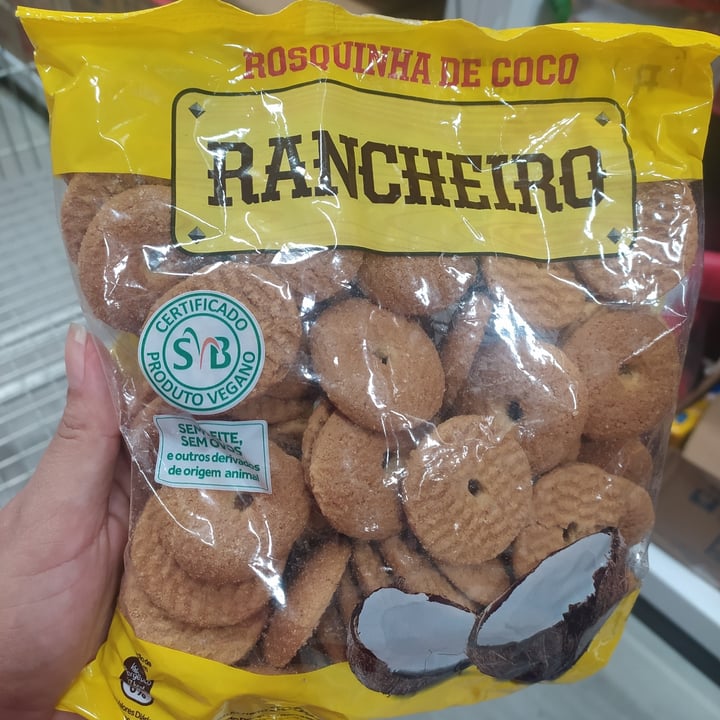 ROSQUINHA DE COCO
RANCHEIRO
CERTIFICADO
SVB
PRODUTO VEGANO
SEM LEITE,
SEM OVOS
e outros derivados
de origem animal